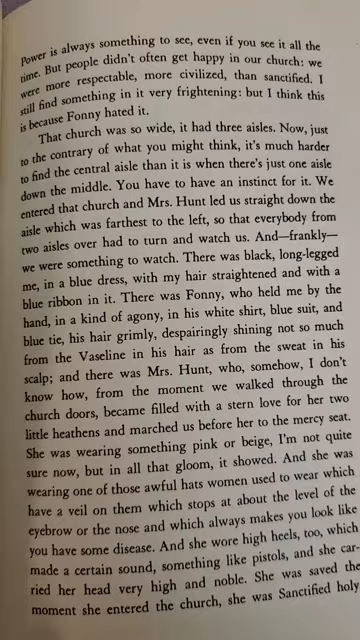 Power is always something to see, even if you see it all the
time. But people didn't often get happy in our church: we
were more respectable, more civilized, than sanctified. I
still find something in it very frightening: but I think this
is because Fonny hated it.
That church was so wide, it had three aisles. Now, just
to the contrary of what you might think, it's much harder
to find the central aisle than it is when there's just one aisle
down the middle. You have to have an instinct for it. We
entered that church and Mrs. Hunt led us straight down the
aisle which was farthest to the left, so that everybody from
two aisles over had to turn and watch us. And—frankly—
we were something to watch. There was black, long-legged
me, in a blue dress, with my hair straightened and with a
blue ribbon in it. There was Fonny, who held me by the
hand, in a kind of agony, in his white shirt, blue suit, and
blue tie, his hair grimly, despairingly shining not so much
from the Vaseline in his hair as from the sweat in his
scalp; and there was Mrs. Hunt, who, somehow, I don't
know how, from the moment we walked through the
church doors, became filled with a stern love for her two
little heathens and marched us before her to the mercy seat.
She was wearing something pink or beige, I'm not quite
sure now, but in all that gloom, it showed. And she was
wearing one of those awful hats women used to wear which
have a veil on them which stops at about the level of the
eyebrow or the nose and which always makes you look like
you have some disease. And she wore high heels, too, which
made a certain sound, something like pistols, and she car-
ried her head very high and noble. She was saved the
moment she entered the church, she was Sanctified holy